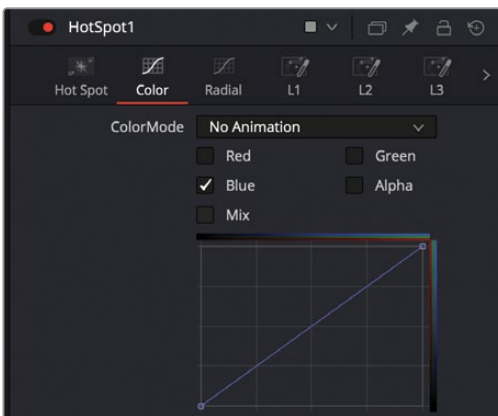 HotSpot1
Hot Spot Color Radial L1 L2 L3
ColorMode No Animation
Red Green
Blue Alpha
Mix